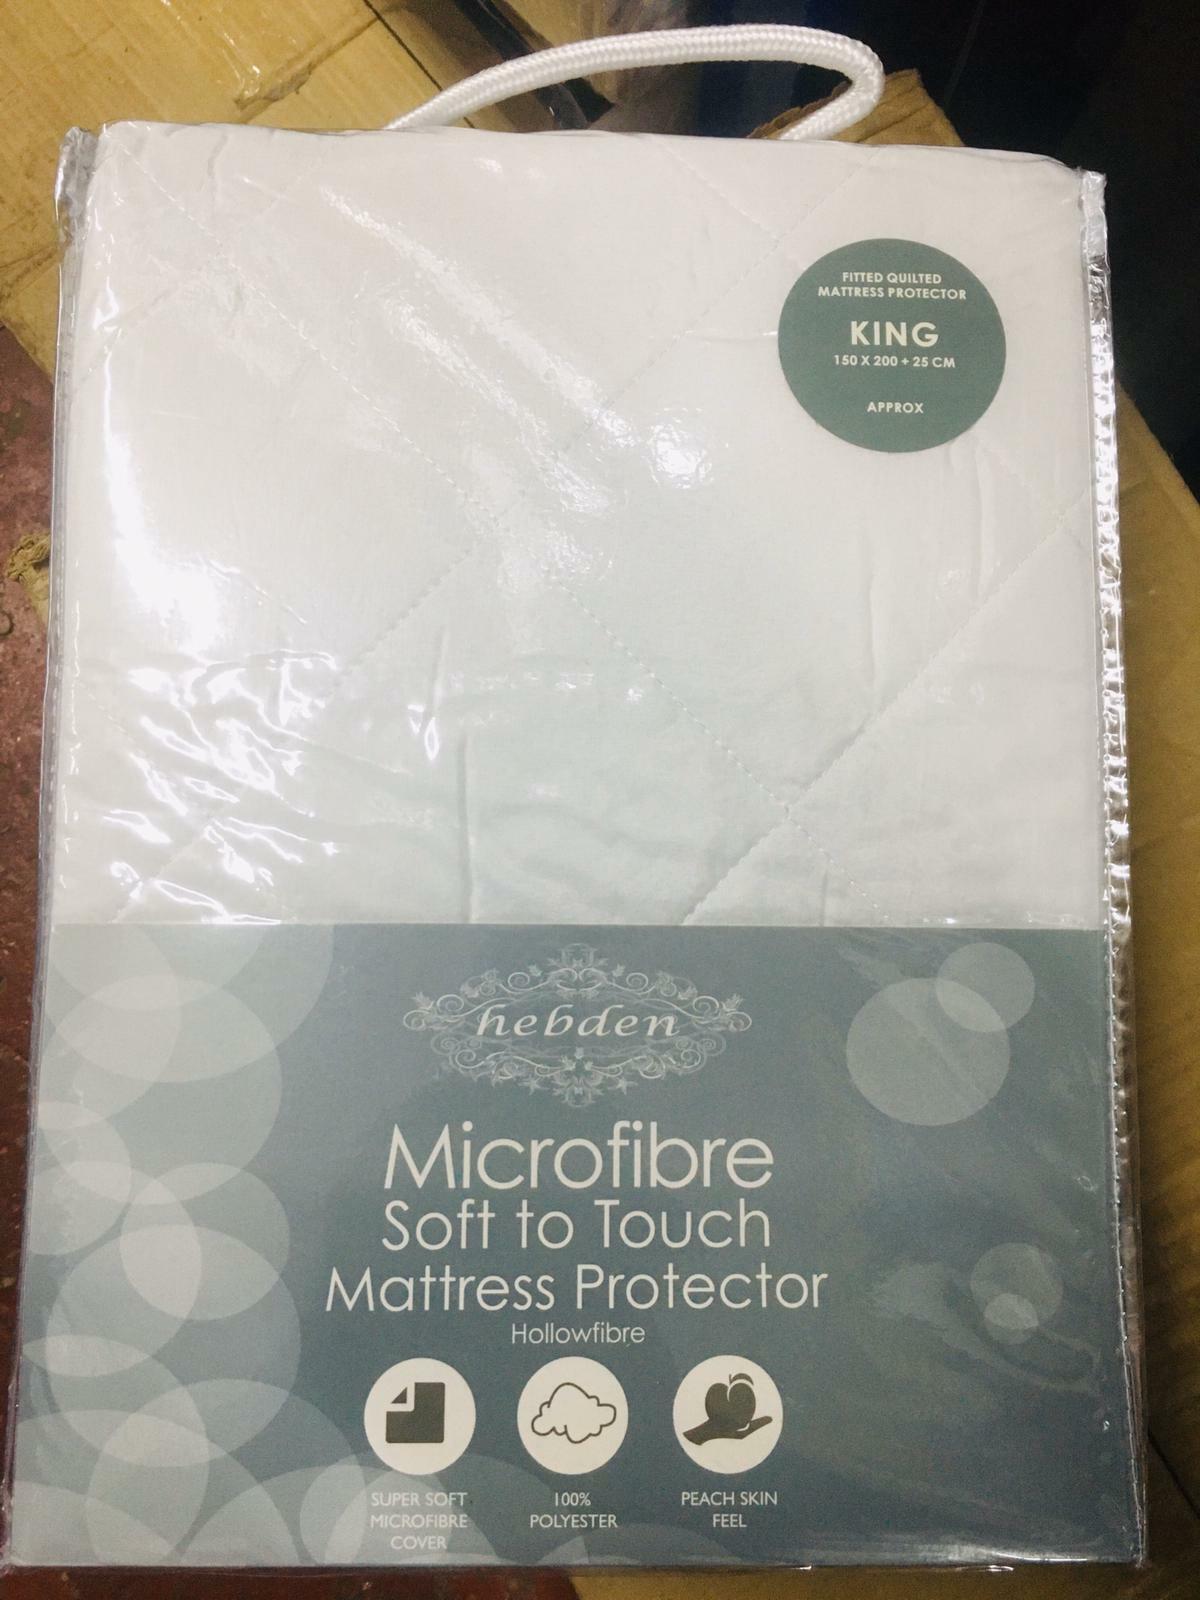 FITTED QUILTED
MATTRESS PROTECTOR
KING
150 X 200 + 25 CM
APPROX
hebden
Microfibre
Soft to Touch
Mattress Protector
Hollowfibre
SUPER SOFT
MICROFIBRE
COVER
100%
POLYESTER
PEACH SKIN
FEEL